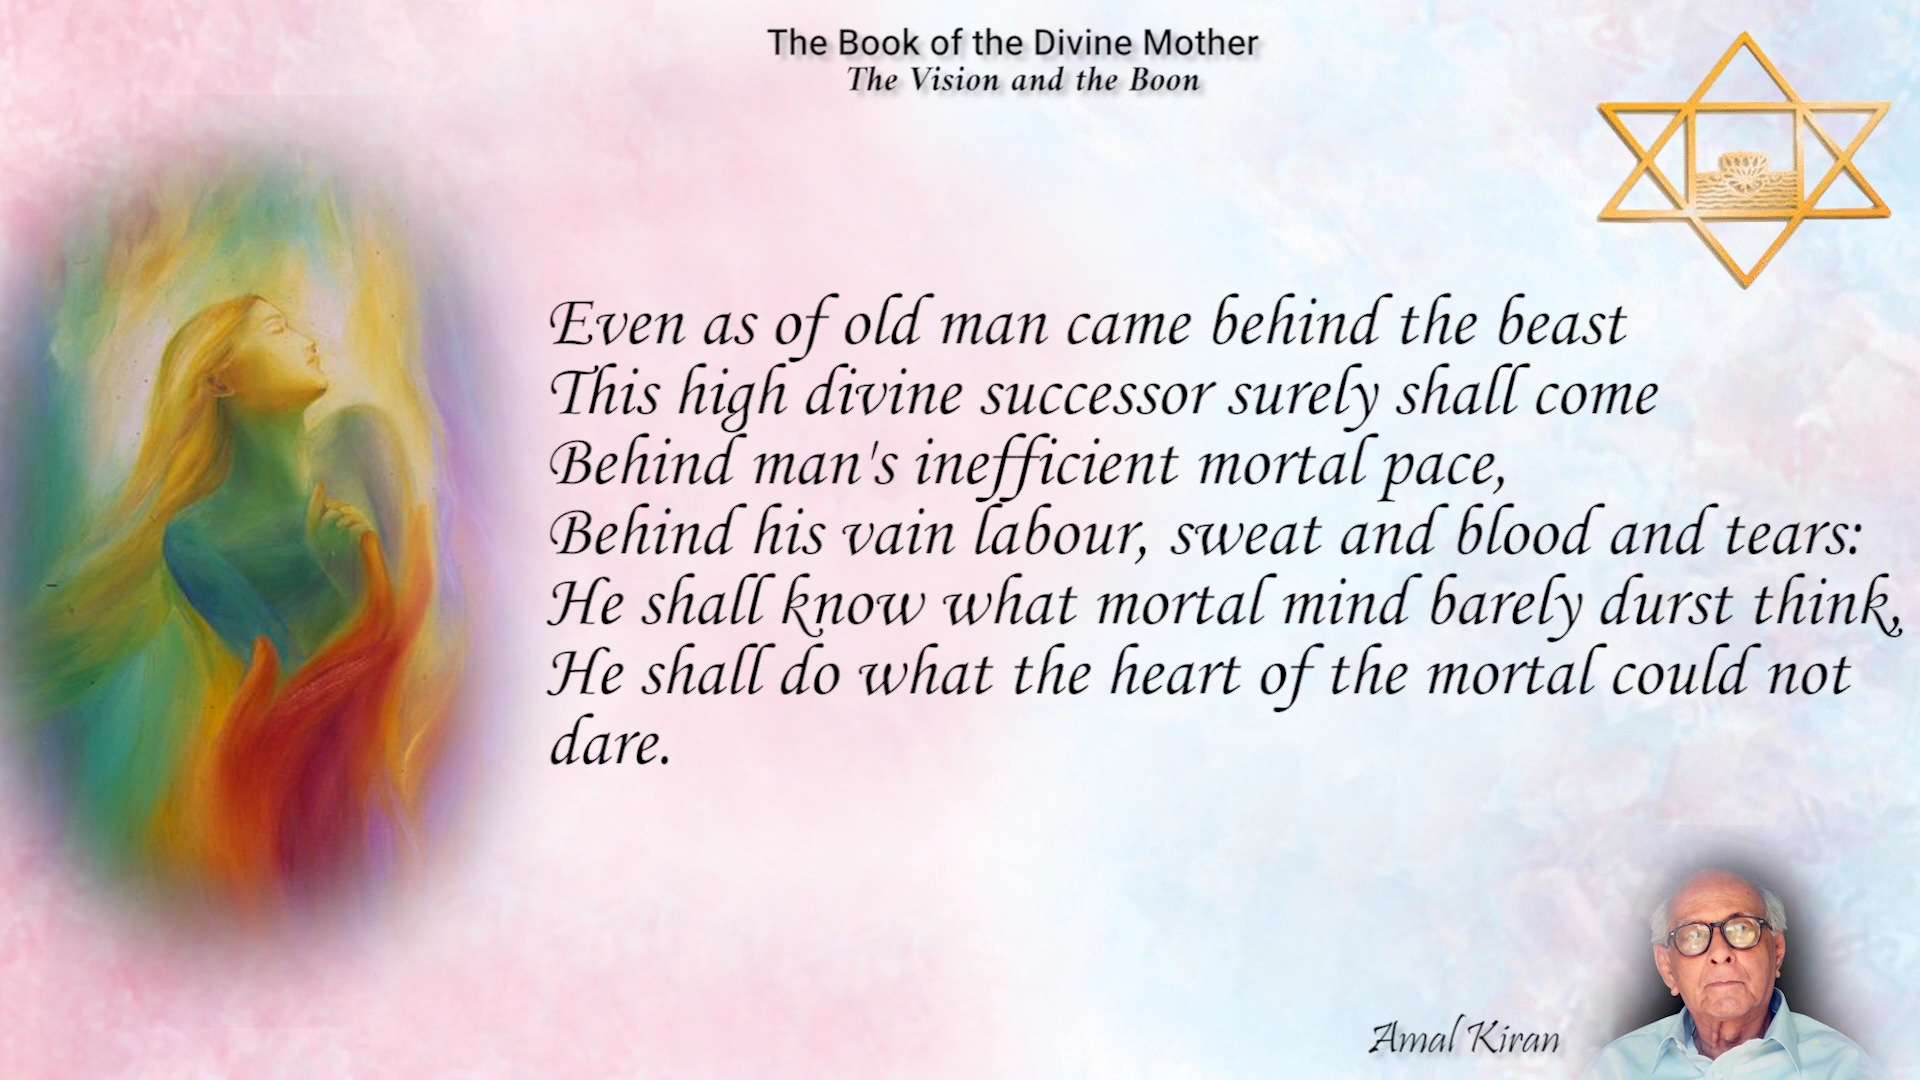 The Book of the Divine Mother
The Vision and the Boon
Even as of old man came behind the beast
This high divine successor surely shall come
Behind man's inefficient mortal pace,
Behind his vain labour, sweat and blood and tears:
He shall know what mortal mind barely durst think,
He shall do what the heart of the mortal could not
dare.
Amal Kiran